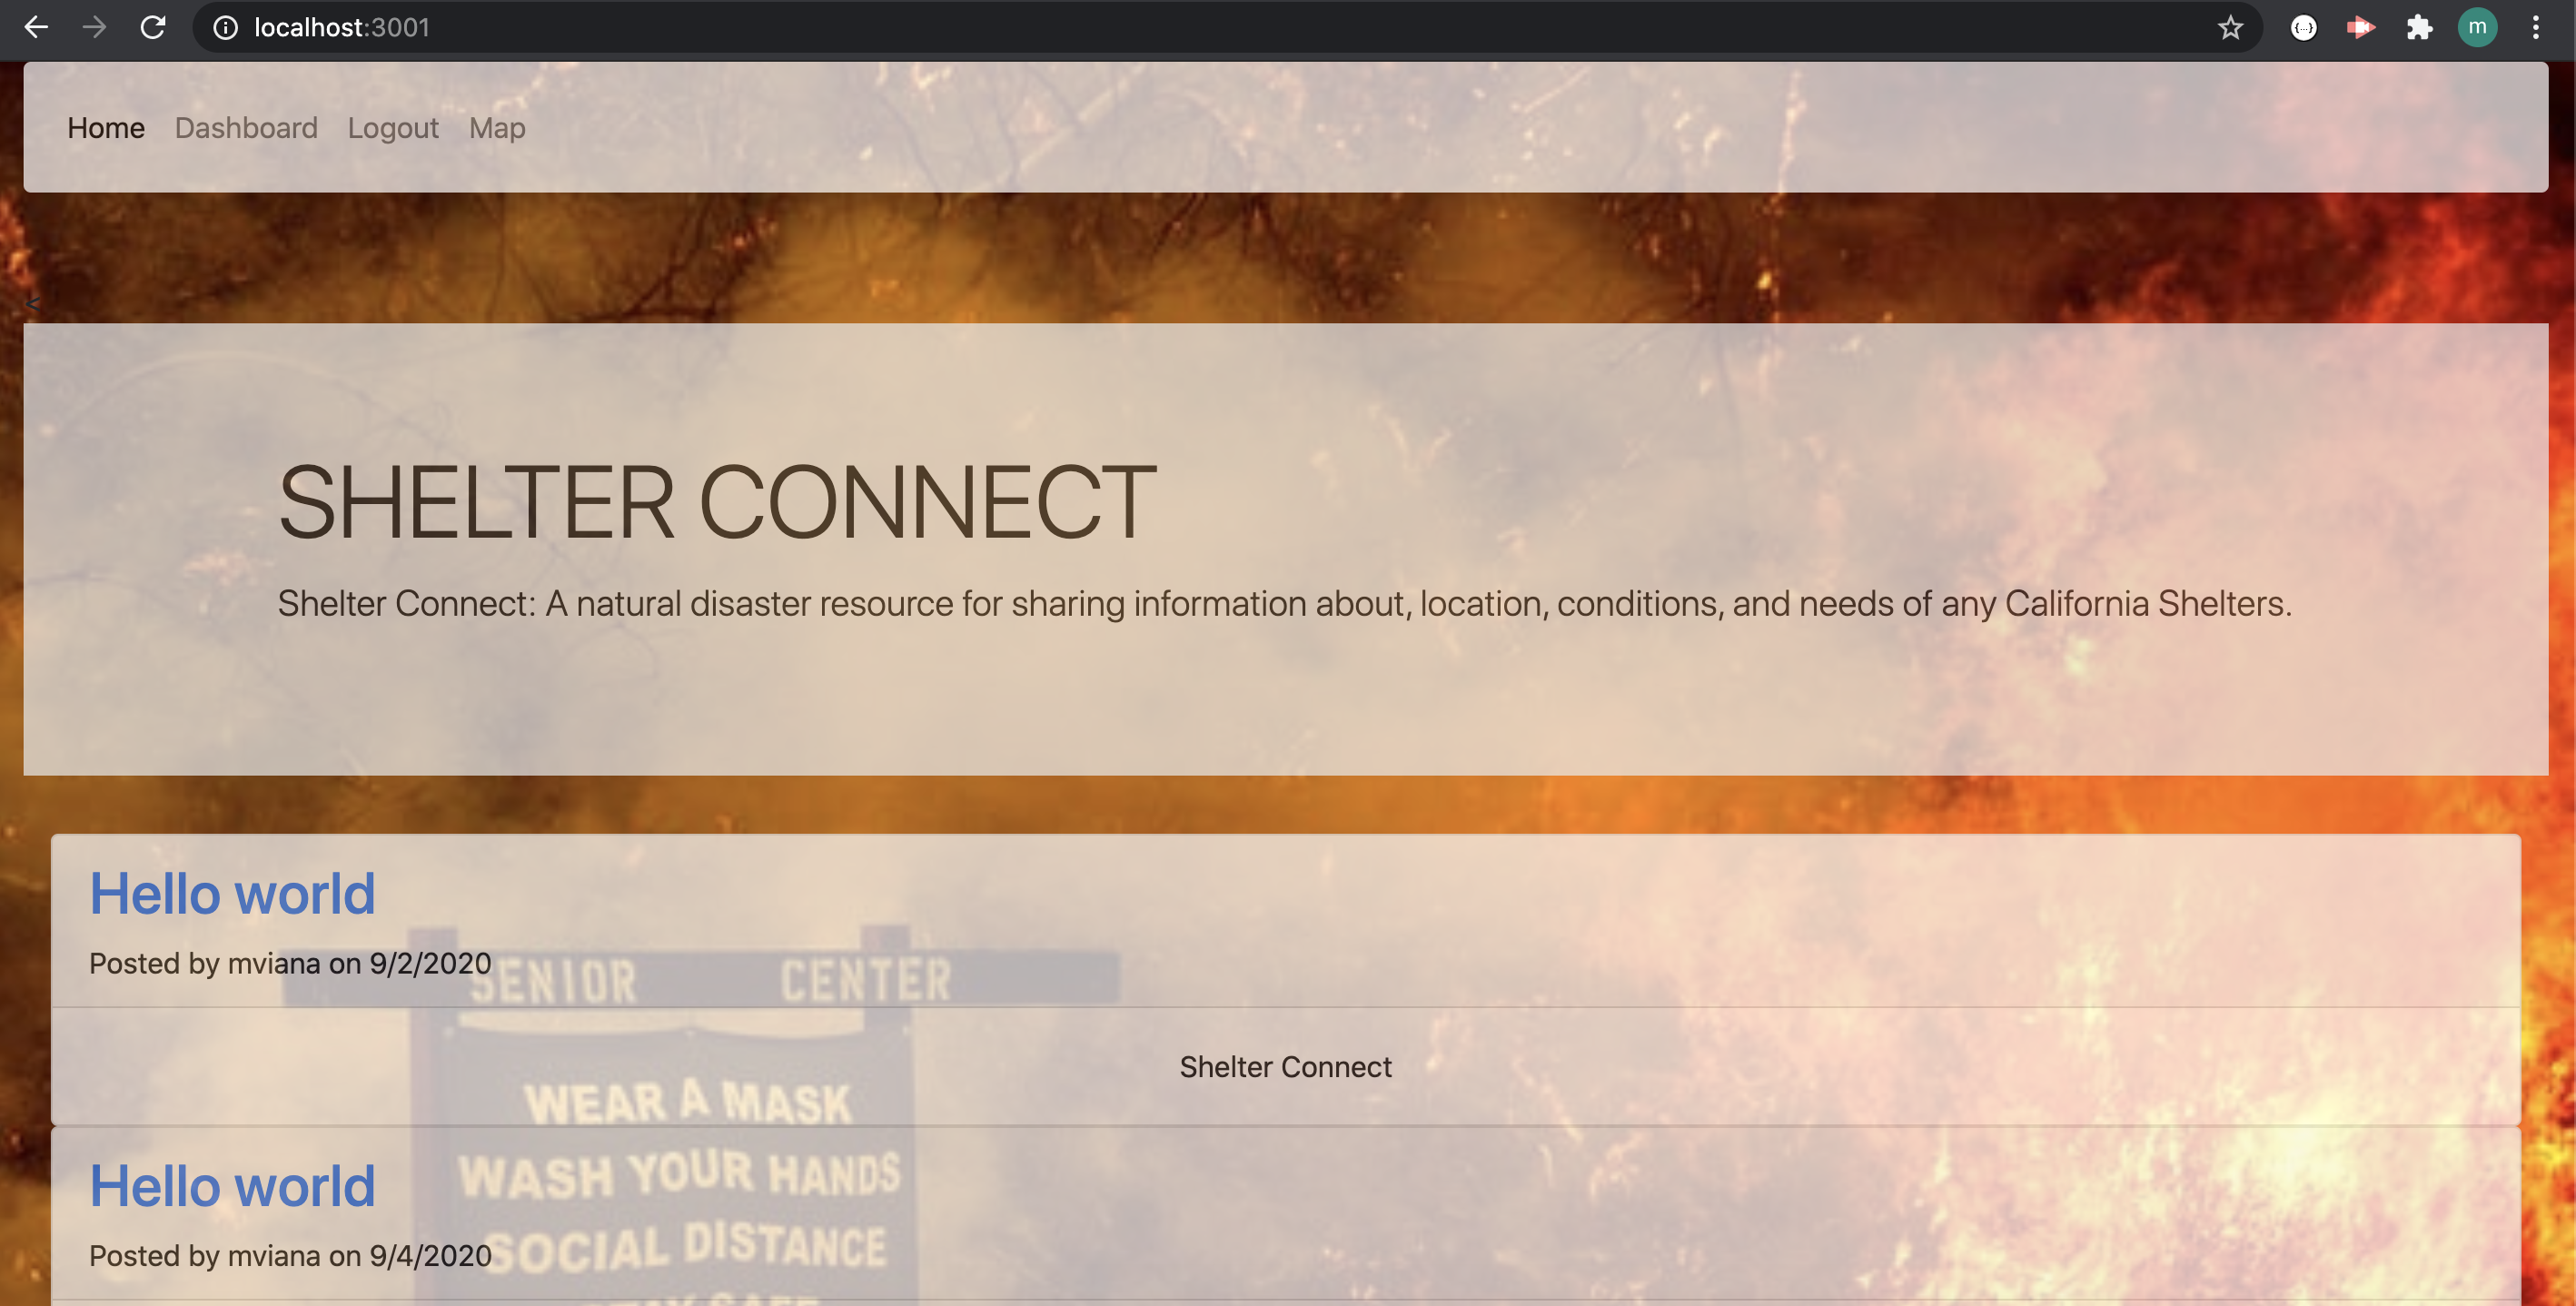 localhost:3001
m
Home Dashboard Logout Map
<
SHELTER CONNECT
Shelter Connect: A natural disaster resource for sharing information about, location, conditions, and needs of any California Shelters.
Hello world
Posted by mviana on 9/2/2020
SENIOR CENTER
Shelter Connect
WEAR A MASK
WASH YOUR HANDS
Hello world
SOCIAL DISTANCE
Posted by mviana on 9/4/2020
STAY SAFE